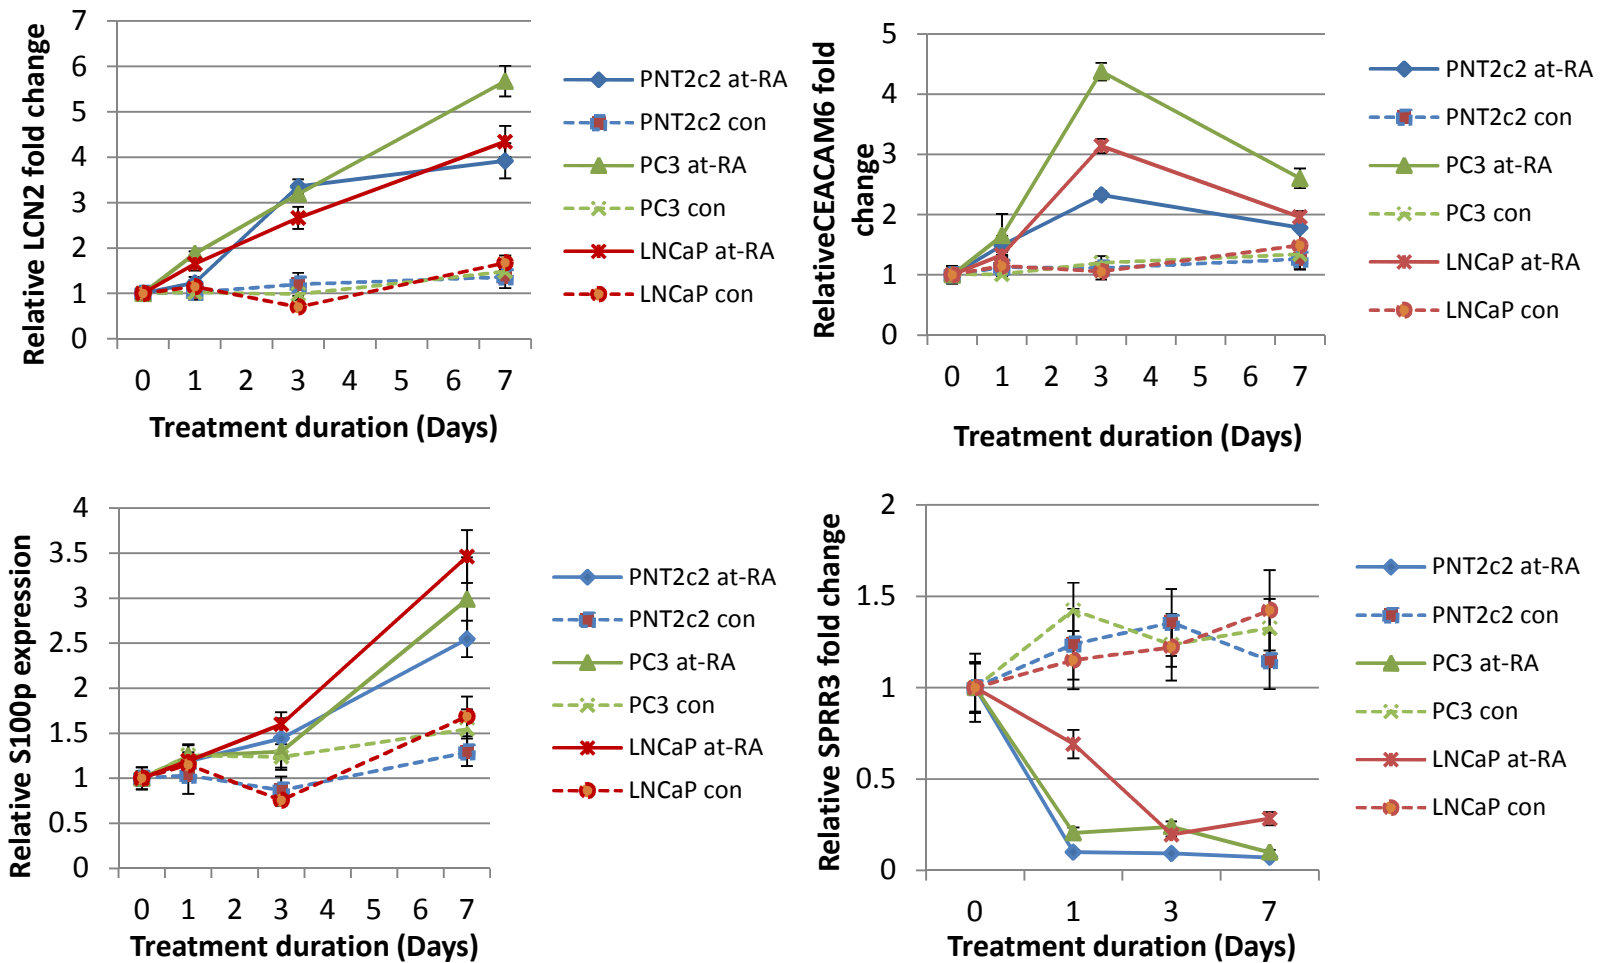 Relative LCN2 fold change
7
6
5
4
3
2
1
0
0 1 2 3 4 5 6 7
Treatment duration (Days)
PNT2c2 at-RA
PNT2c2 con
PC3 at-RA
PC3 con
LNCaP at-RA
LNCaP con
RelativeCEACAM6 fold
change
5
4
3
2
1
0
0 1 2 3 4 5 6 7
Treatment duration (Days)
PNT2c2 at-RA
PNT2c2 con
PC3 at-RA
PC3 con
LNCaP at-RA
LNCaP con
Relative S100p expression
4
3.5
3
2.5
2
1.5
1
0.5
0
0 1 2 3 4 5 6 7
Treatment duration (Days)
PNT2c2 at-RA
PNT2c2 con
PC3 at-RA
PC3 con
LNCaP at-RA
LNCaP con
Relative SPRR3 fold change
2
1.5
1
0.5
0
0 1 3 7
Treatment duration (Days)
PNT2c2 at-RA
PNT2c2 con
PC3 at-RA
PC3 con
LNCaP at-RA
LNCaP con